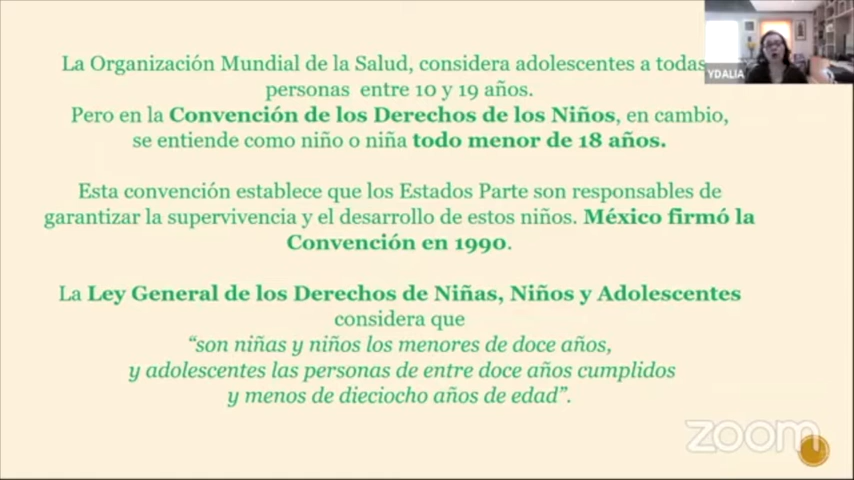 La Organización Mundial de la Salud, considera adolescentes a todas
personas entre 10 y 19 años.
Pero en la Convención de los Derechos de los Niños, en cambio,
se entiende como niño o niña todo menor de 18 años.
Esta convención establece que los Estados Parte son responsables de
garantizar la supervivencia y el desarrollo de estos niños. México firmó la
Convención en 1990.
La Ley General de los Derechos de Niñas, Niños y Adolescentes
considera que
“son niñas y niños los menores de doce años,
y adolescentes las personas de entre doce años cumplidos
y menos de dieciocho años de edad”.
YDALIA
zoom